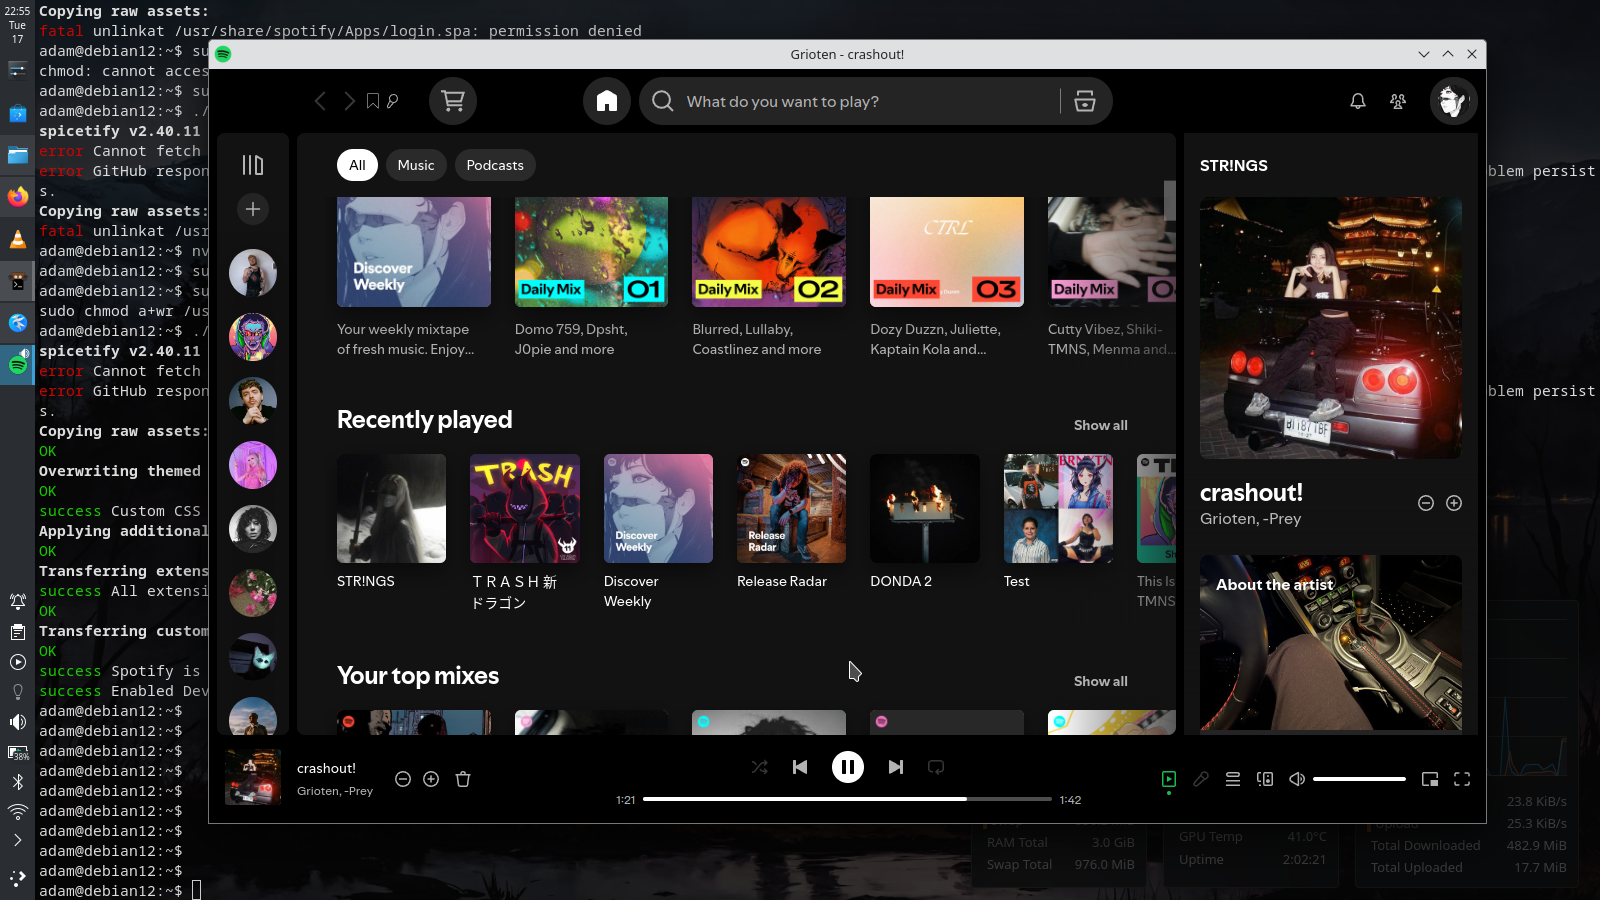 22:55
Tue
17
Copying raw assets:
fatal unlinkat /usr/share/spotify/Apps/login.spa: permission denied
adam@debian12:~$ su
chmod: cannot acces
adam@debian12:~$ su
adam@debian12:~$ ./
spicetify v2.40.11
error Cannot fetch
error GitHub respon
blem persist
s.
Copying raw assets:
fatal unlinkat /usr
adam@debian12:~$ nv
adam@debian12:~$ su
adam@debian12:~$ su
sudo chmod a+wr /us
adam@debian12:~$ ./
spicetify v2.40.11
error Cannot fetch
error GitHub respon
blem persist
s.
Copying raw assets:
OK
Overwriting themed
OK
success Custom CSS
Applying additional
OK
Transferring extens
success All extensi
OK
Transferring custom
OK
success Spotify is
success Enabled Dev
adam@debian12:~$
adam@debian12:~$
adam@debian12:~$
adam@debian12:~$
adam@debian12:~$
adam@debian12:~$
adam@debian12:~$
adam@debian12:~$
adam@debian12:~$
adam@debian12:~$
38%
Grioten - crashout!
What do you want to play?
All
Music
Podcasts
Discover
Weekly
Daily Mix 01
Daily Mix 02
CTRL
Daily Mix 03
Daily Mix
Your weekly mixtape
of fresh music. Enjoy...
Domo 759, Dpsht,
J0pie and more
Blurred, Lullaby,
Coastlinez and more
Dozy Duzzn, Juliette,
Kaptain Kola and...
Cutty Vibez, Shiki-
TMNS, Menma and...
Recently played
Show all
TRASH
Discover
Weekly
Release
Radar
STR!NGS
ＴＲＡＳＨ 新
ドラゴン
Discover
Weekly
Release Radar
DONDA 2
Test
This Is
TMNS
Your top mixes
Show all
STR!NGS
crashout!
Grioten, -Prey
About the artist
crashout!
Grioten, -Prey
1:21
1:42
RAM Total 3.0 GiB
Swap Total 976.0 MiB
GPU Temp 41.0°C
Uptime 2:02:21
23.8 KiB/s
Upload 25.3 KiB/s
Total Downloaded 482.9 MiB
Total Uploaded 17.7 MiB